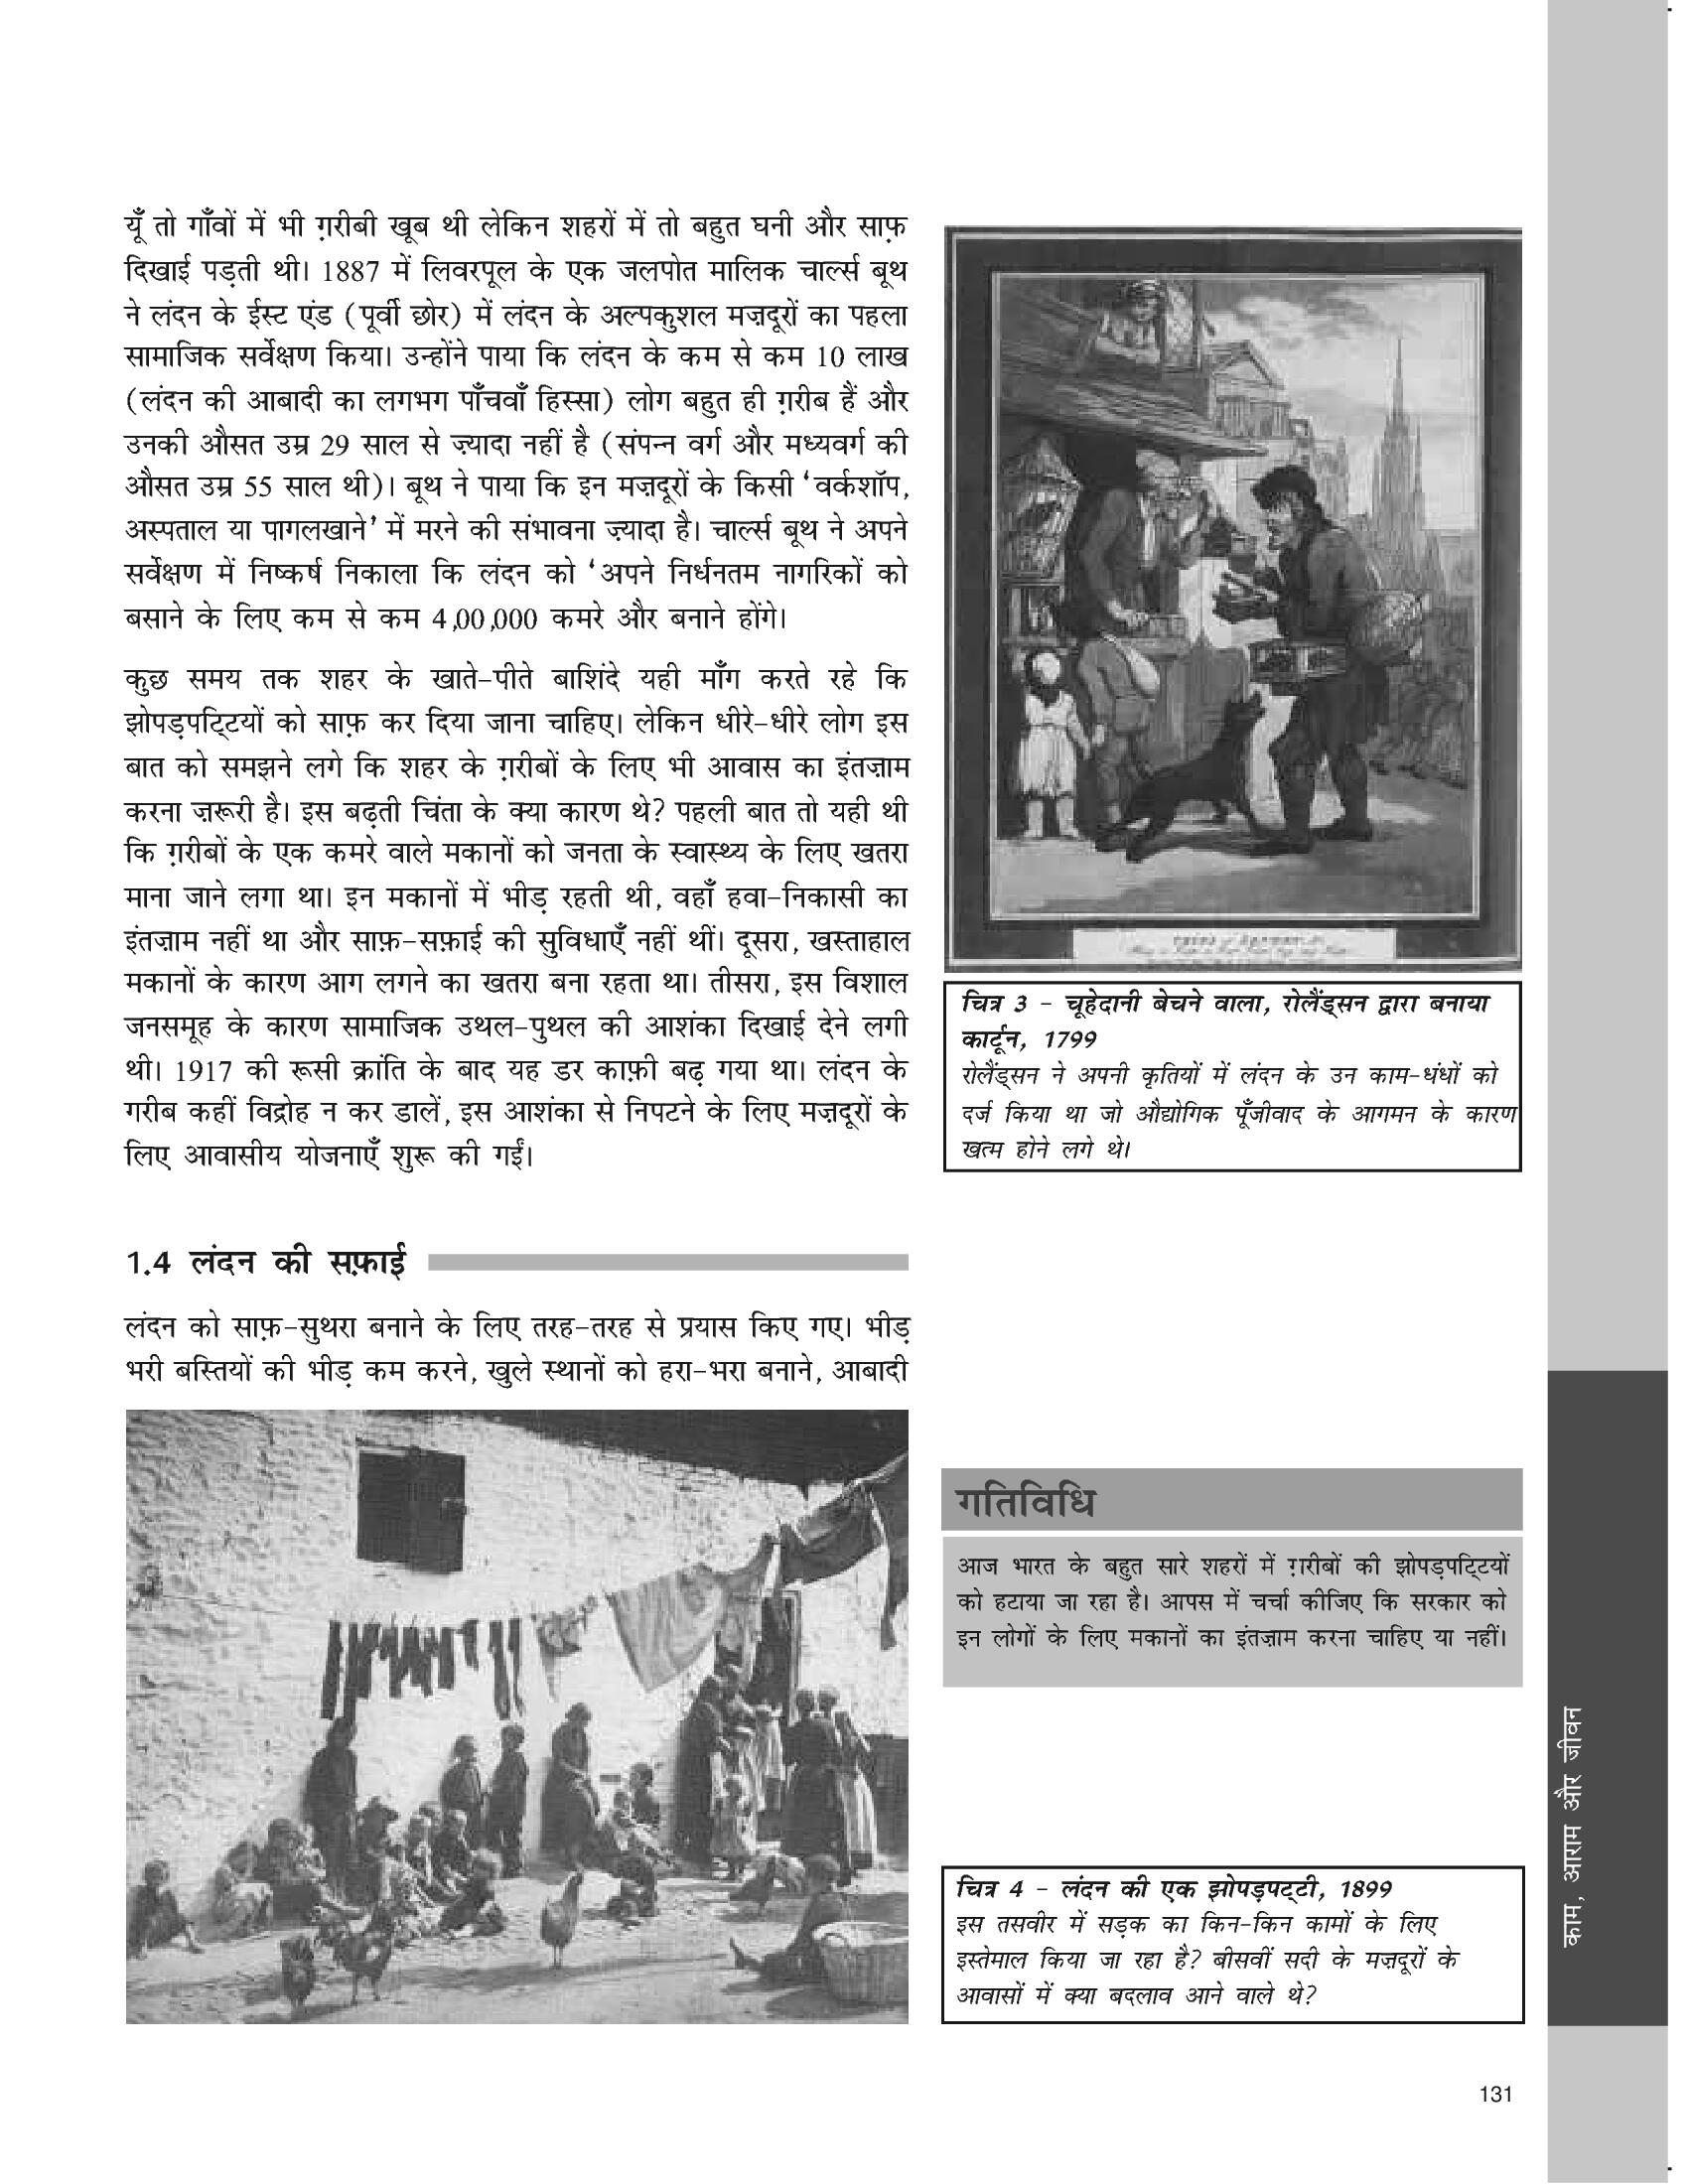 यूँ तो गाँवों में भी ग़रीबी खूब थी लेकिन शहरों में तो बहुत घनी और साफ़
दिखाई पड़ती थी। 1887 में लिवरपूल के एक जलपोत मालिक चार्ल्स बूथ
ने लंदन के ईस्ट एंड (पूर्वी छोर) में लंदन के अल्पकुशल मज़दूरों का पहला
सामाजिक सर्वेक्षण किया। उन्होंने पाया कि लंदन के कम से कम 10 लाख
(लंदन की आबादी का लगभग पाँचवाँ हिस्सा) लोग बहुत ही ग़रीब हैं और
उनकी औसत उम्र 29 साल से ज़्यादा नहीं है (संपन्न वर्ग और मध्यवर्ग की
औसत उम्र 55 साल थी)। बूथ ने पाया कि इन मज़दूरों के किसी ‘वर्कशॉप,
अस्पताल या पागलखाने’ में मरने की संभावना ज़्यादा है। चार्ल्स बूथ ने अपने
सर्वेक्षण में निष्कर्ष निकाला कि लंदन को ‘अपने निर्धनतम नागरिकों को
बसाने के लिए कम से कम 4,00,000 कमरे और बनाने होंगे।
कुछ समय तक शहर के खाते-पीते बाशिंदे यही माँग करते रहे कि
झोपड़पट्टियों को साफ़ कर दिया जाना चाहिए। लेकिन धीरे-धीरे लोग इस
बात को समझने लगे कि शहर के ग़रीबों के लिए भी आवास का इंतज़ाम
करना ज़रूरी है। इस बढ़ती चिंता के क्या कारण थे? पहली बात तो यही थी
कि ग़रीबों के एक कमरे वाले मकानों को जनता के स्वास्थ्य के लिए खतरा
माना जाने लगा था। इन मकानों में भीड़ रहती थी, वहाँ हवा-निकासी का
इंतज़ाम नहीं था और साफ़-सफ़ाई की सुविधाएँ नहीं थीं। दूसरा, खस्ताहाल
मकानों के कारण आग लगने का खतरा बना रहता था। तीसरा, इस विशाल
जनसमूह के कारण सामाजिक उथल-पुथल की आशंका दिखाई देने लगी
थी। 1917 की रूसी क्रांति के बाद यह डर काफ़ी बढ़ गया था। लंदन के
गरीब कहीं विद्रोह न कर डालें, इस आशंका से निपटने के लिए मज़दूरों के
लिए आवासीय योजनाएँ शुरू की गईं।
1.4 लंदन की सफ़ाई
लंदन को साफ़-सुथरा बनाने के लिए तरह-तरह से प्रयास किए गए। भीड़
भरी बस्तियों की भीड़ कम करने, खुले स्थानों को हरा-भरा बनाने, आबादी
चित्र 3 - चूहेदानी बेचने वाला, रोलैंड्सन द्वारा बनाया
कार्टून, 1799
रोलैंड्सन ने अपनी कृतियों में लंदन के उन काम-धंधों को
दर्ज किया था जो औद्योगिक पूँजीवाद के आगमन के कारण
खत्म होने लगे थे।
गतिविधि
आज भारत के बहुत सारे शहरों में ग़रीबों की झोपड़पट्टियों
को हटाया जा रहा है। आपस में चर्चा कीजिए कि सरकार को
इन लोगों के लिए मकानों का इंतज़ाम करना चाहिए या नहीं।
चित्र 4 - लंदन की एक झोपड़पट्टी, 1899
इस तसवीर में सड़क का किन-किन कामों के लिए
इस्तेमाल किया जा रहा है? बीसवीं सदी के मज़दूरों के
आवासों में क्या बदलाव आने वाले थे?
काम, आराम और जीवन
131